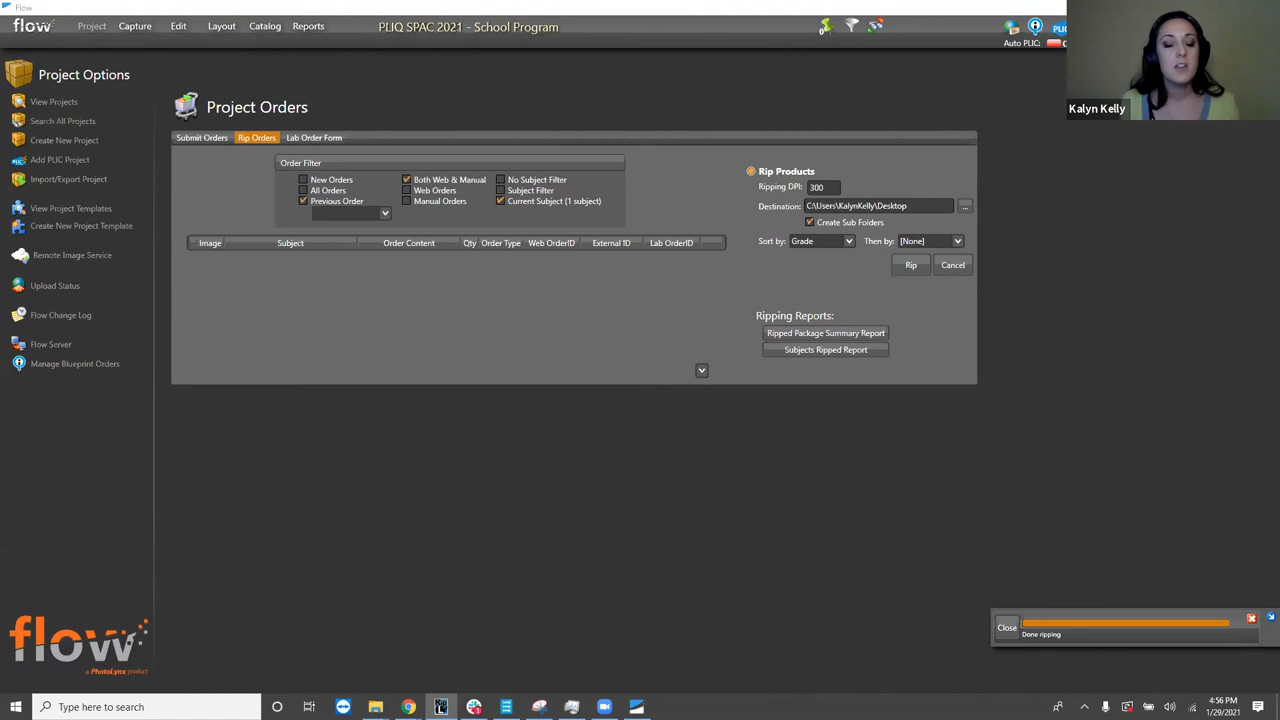 Flow
flow Project Capture Edit Layout Catalog Reports PLIQ SPAC 2021 - School Program 0 PLIC
Auto PLIC: 0
Project Options
View Projects
Search All Projects
Create New Project
Add PLIC Project
Import/Export Project
View Project Templates
Create New Project Template
Remote Image Service
Upload Status
Flow Change Log
Flow Server
Manage Blueprint Orders
Project Orders
Submit Orders Rip Orders Lab Order Form
Order Filter
New Orders Both Web & Manual No Subject Filter
All Orders Web Orders Subject Filter
Previous Order Manual Orders Current Subject (1 subject)
Image Subject Order Content Qty Order Type Web OrderID External ID Lab OrderID
Rip Products
Ripping DPI: 300
Destination: C:\Users\KalynKelly\Desktop ...
Create Sub Folders
Sort by: Grade Then by: [None]
Rip Cancel
Ripping Reports:
Ripped Package Summary Report
Subjects Ripped Report
Kalyn Kelly
Close
Done ripping
flow
a PhotoLynx product
Type here to search
4:56 PM
1/29/2021